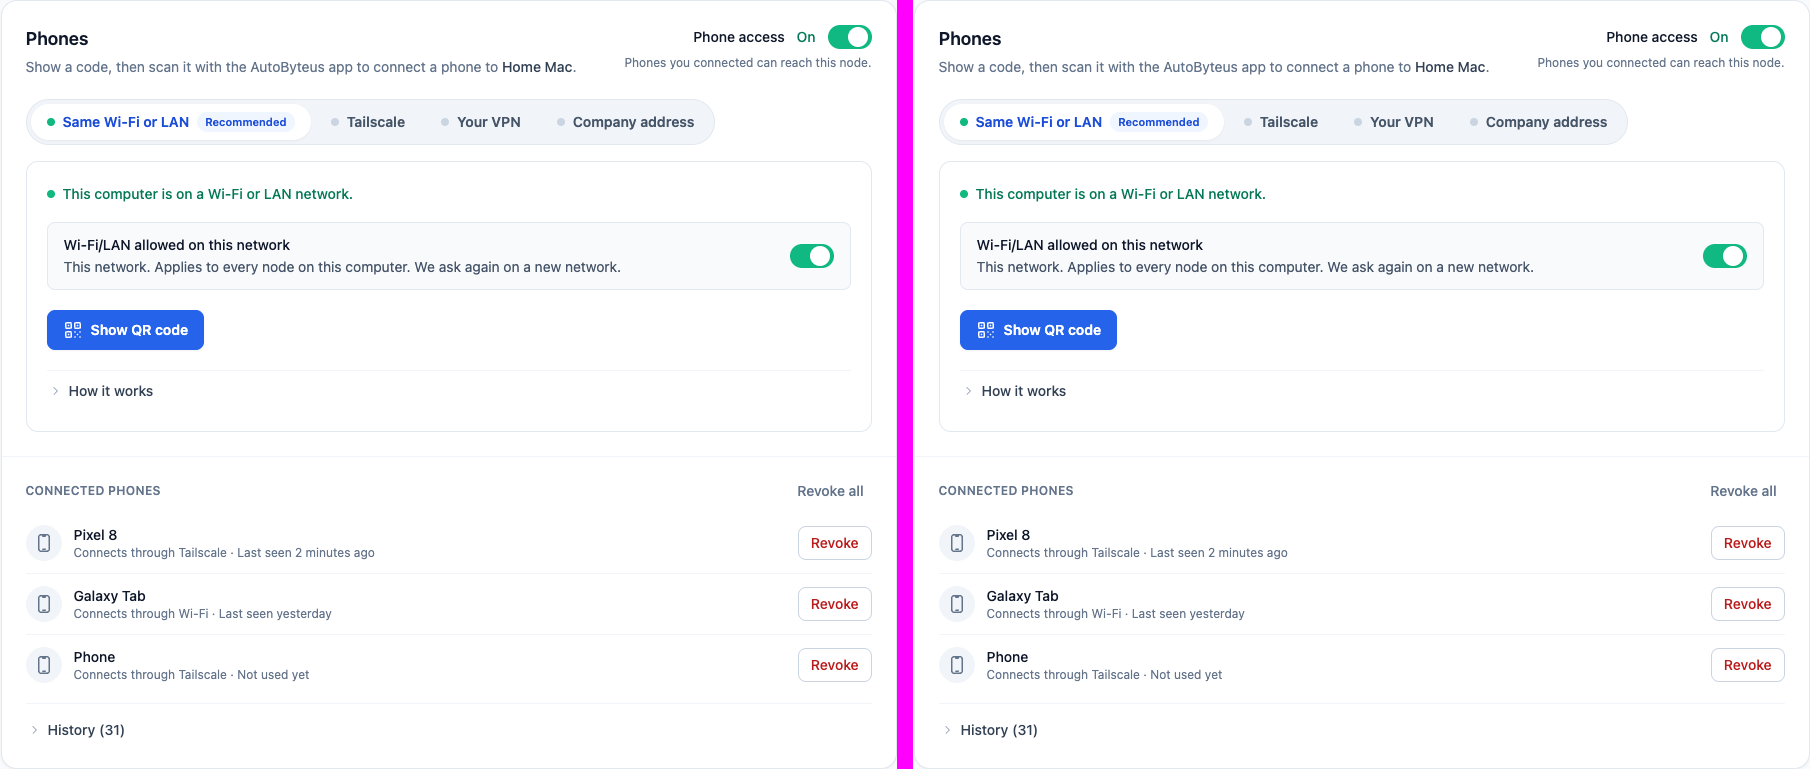 Phones
Phone access On
Show a code, then scan it with the AutoByteus app to connect a phone to Home Mac.
Phones you connected can reach this node.
Same Wi-Fi or LAN Recommended Tailscale Your VPN Company address
This computer is on a Wi-Fi or LAN network.
Wi-Fi/LAN allowed on this network
This network. Applies to every node on this computer. We ask again on a new network.
Show QR code
How it works
CONNECTED PHONES Revoke all
Pixel 8
Connects through Tailscale · Last seen 2 minutes ago
Revoke
Galaxy Tab
Connects through Wi-Fi · Last seen yesterday
Revoke
Phone
Connects through Tailscale · Not used yet
Revoke
History (31)
Phones
Phone access On
Show a code, then scan it with the AutoByteus app to connect a phone to Home Mac.
Phones you connected can reach this node.
Same Wi-Fi or LAN Recommended Tailscale Your VPN Company address
This computer is on a Wi-Fi or LAN network.
Wi-Fi/LAN allowed on this network
This network. Applies to every node on this computer. We ask again on a new network.
Show QR code
How it works
CONNECTED PHONES Revoke all
Pixel 8
Connects through Tailscale · Last seen 2 minutes ago
Revoke
Galaxy Tab
Connects through Wi-Fi · Last seen yesterday
Revoke
Phone
Connects through Tailscale · Not used yet
Revoke
History (31)